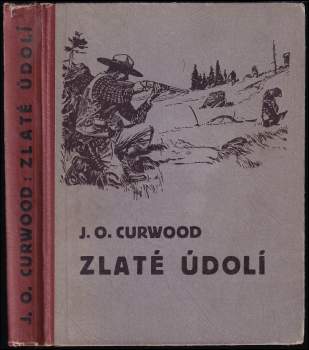 J. O. CURWOOD: ZLATÉ ÚDOLÍ
J. O. CURWOOD
ZLATÉ ÚDOLÍ